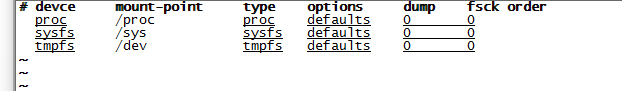 # devce mount-point type options dump fsck order
proc /proc proc defaults 0 0
sysfs /sys sysfs defaults 0 0
tmpfs /dev tmpfs defaults 0 0
~
~
~